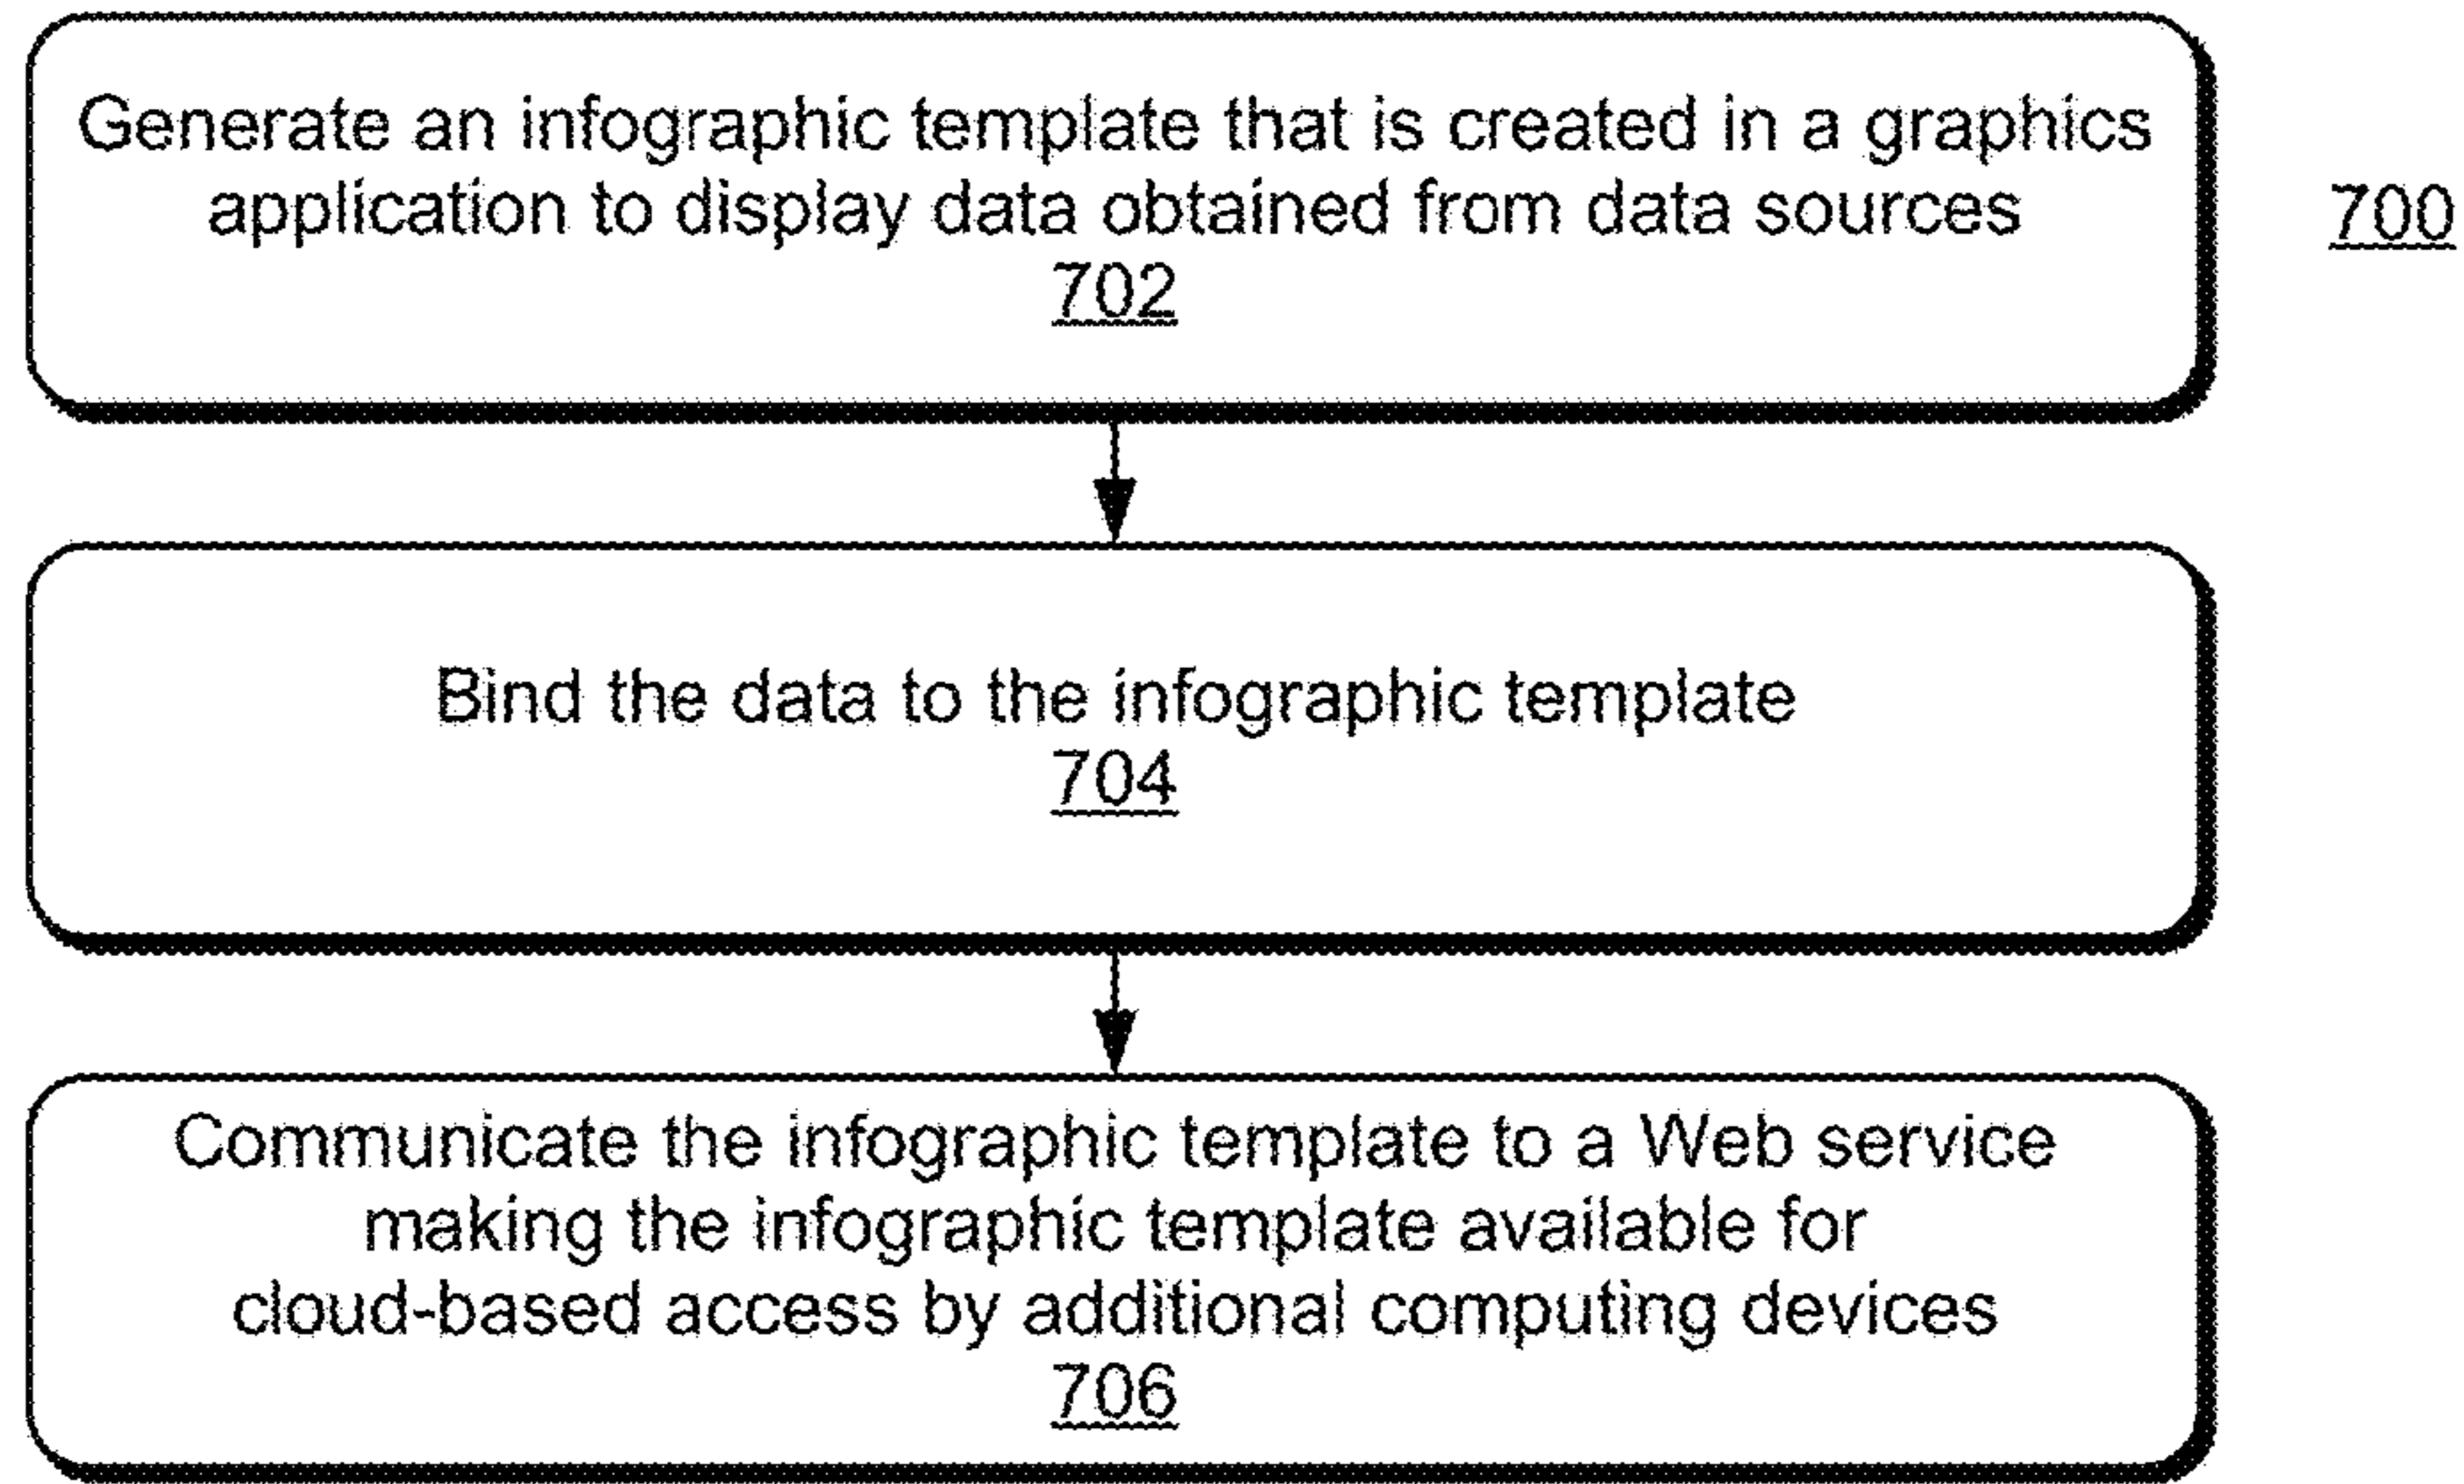 Generate an infographic template that is created in a graphics
application to display data obtained from data sources
702
700
Bind the data to the infographic template
704
Communicate the infographic template to a Web service
making the infographic template available for
cloud-based access by additional computing devices
706